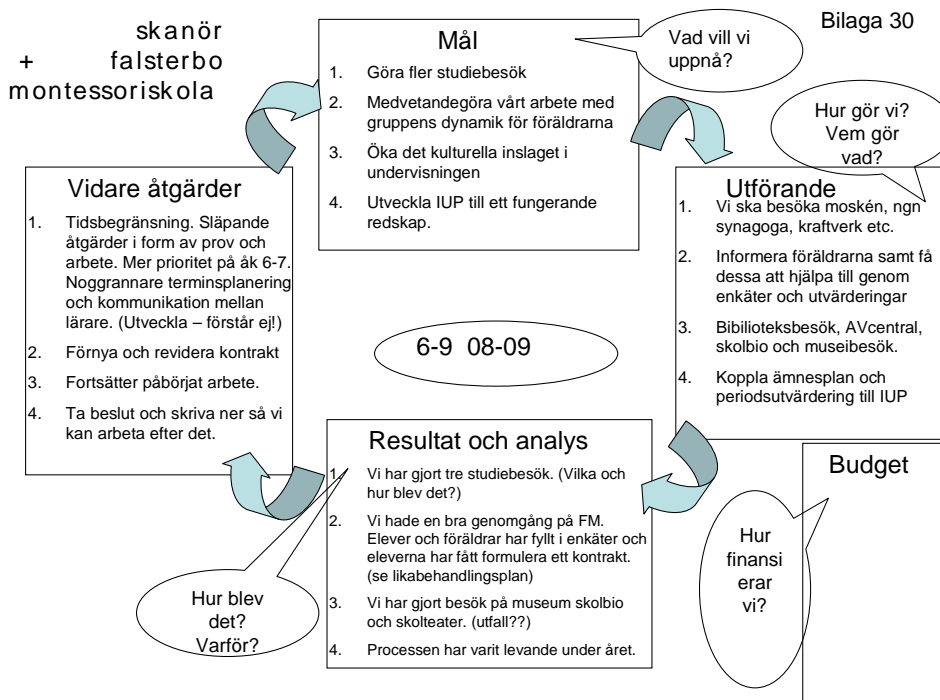 skanör
+ falsterbo
montessoriskola
Bilaga 30
Mål
1. Göra fler studiebesök
2. Medvetandegöra vårt arbete med
gruppens dynamik för föräldrarna
3. Öka det kulturella inslaget i
undervisningen
4. Utveckla IUP till ett fungerande
redskap.
Vad vill vi
uppnå?
Hur gör vi?
Vem gör
vad?
Utförande
1. Vi ska besöka moskén, ngn
synagoga, kraftverk etc.
2. Informera föräldrarna samt få
dessa att hjälpa till genom
enkäter och utvärderingar
3. Bibilioteksbesök, AVcentral,
skolbio och museibesök.
4. Koppla ämnesplan och
periodsutvärdering till IUP
Vidare åtgärder
1. Tidsbegränsning. Släpande
åtgärder i form av prov och
arbete. Mer prioritet på åk 6-7.
Noggrannare terminsplanering
och kommunikation mellan
lärare. (Utveckla – förstår ej!)
2. Förnya och revidera kontrakt
3. Fortsätter påbörjat arbete.
4. Ta beslut och skriva ner så vi
kan arbeta efter det.
6-9 08-09
Resultat och analys
1. Vi har gjort tre studiebesök. (Vilka och
hur blev det?)
2. Vi hade en bra genomgång på FM.
Elever och föräldrar har fyllt i enkäter och
eleverna har fått formulera ett kontrakt.
(se likabehandlingsplan)
3. Vi har gjort besök på museum skolbio
och skolteater. (utfall??)
4. Processen har varit levande under året.
Hur blev
det?
Varför?
Budget
Hur
finansi
erar
vi?